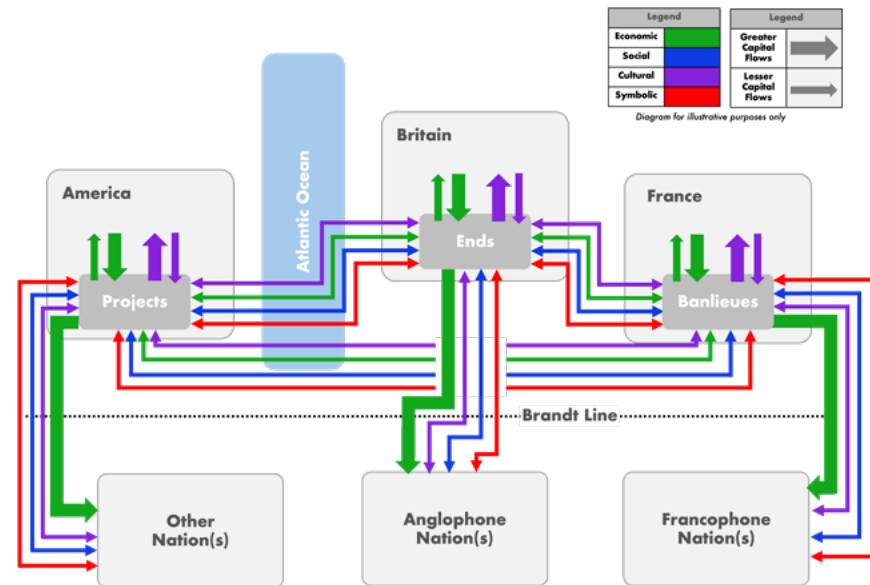 Legend
Economic
Social
Cultural
Symbolic
Legend
Greater
Capital
Flows
Lesser
Capital
Flows
Diagram for illustrative purposes only
Britain
America
France
Atlantic Ocean
Ends
Projects
Banlieues
Brandt Line
Other
Nation(s)
Anglophone
Nation(s)
Francophone
Nation(s)